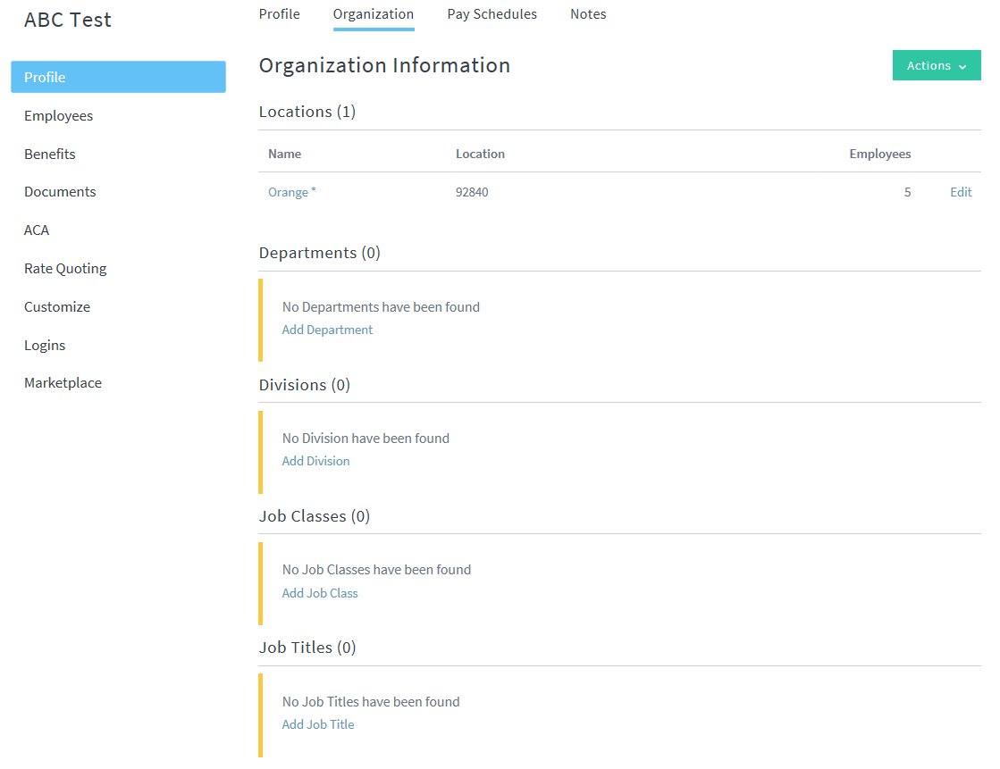 ABC Test
Profile
Employees
Benefits
Documents
ACA
Rate Quoting
Customize
Logins
Marketplace
Profile Organization Pay Schedules Notes
Organization Information
Actions
Locations (1)
Name Location Employees
Orange * 92840 5 Edit
Departments (0)
No Departments have been found
Add Department
Divisions (0)
No Division have been found
Add Division
Job Classes (0)
No Job Classes have been found
Add Job Class
Job Titles (0)
No Job Titles have been found
Add Job Title